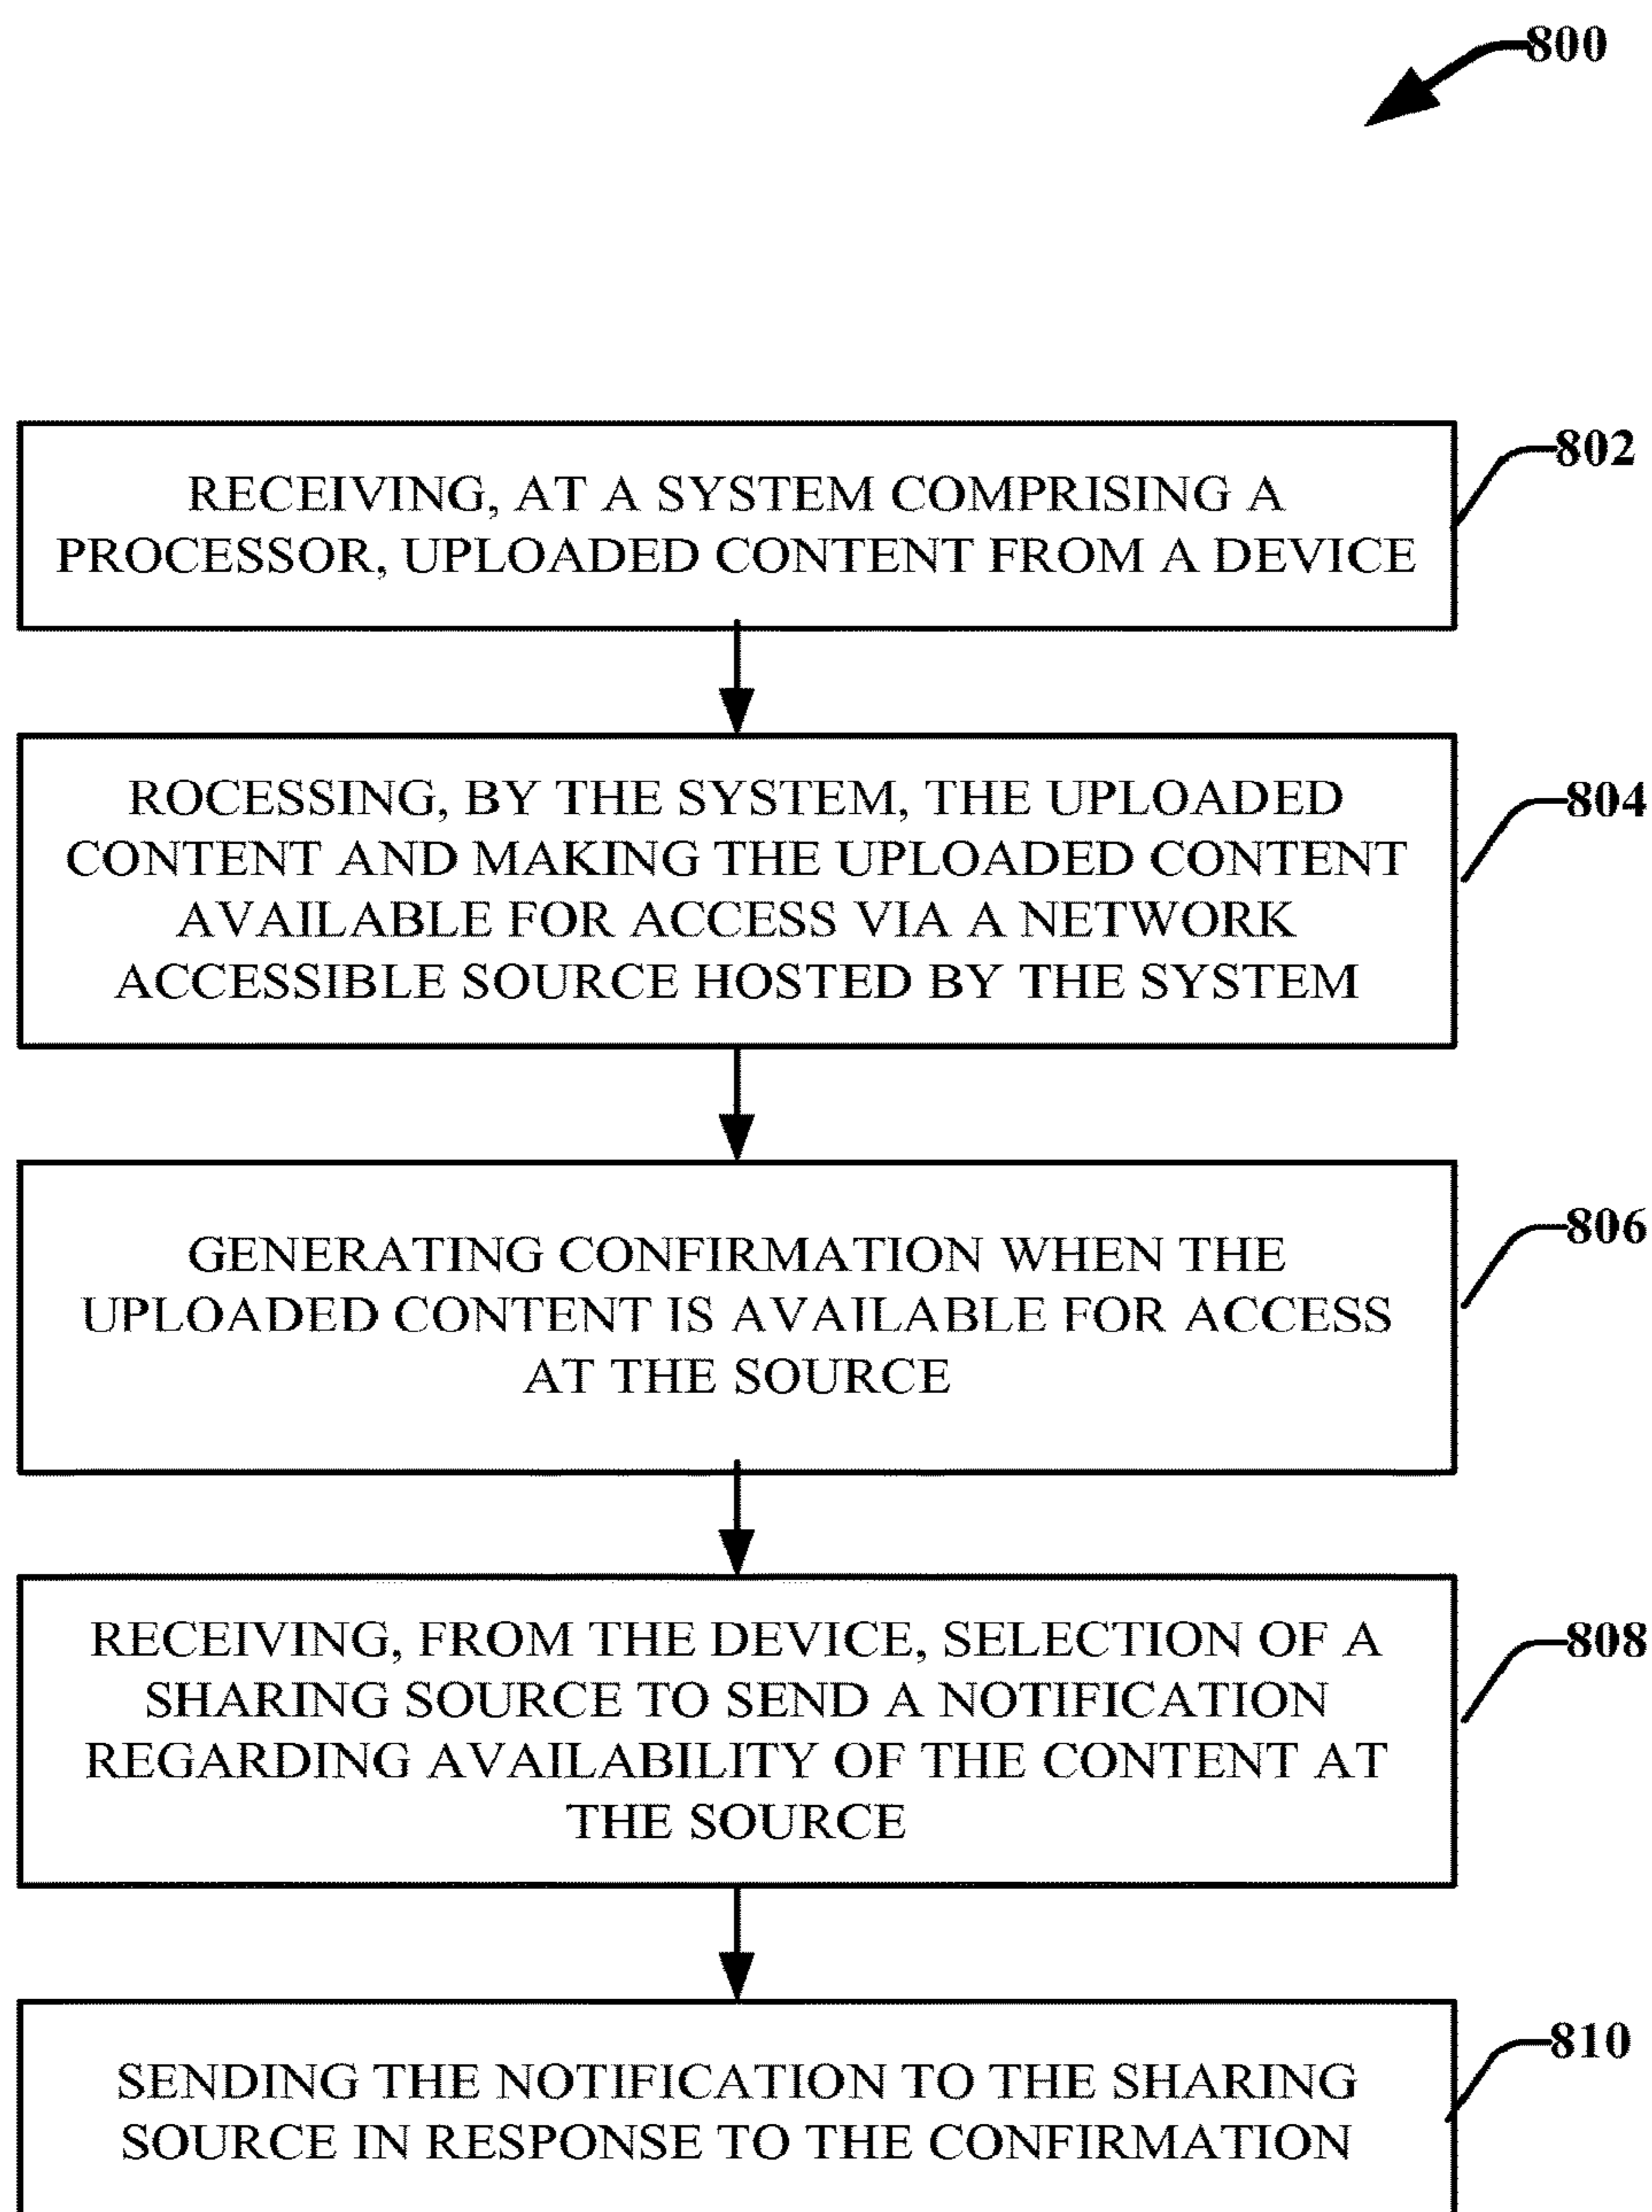 800
RECEIVING, AT A SYSTEM COMPRISING A
PROCESSOR, UPLOADED CONTENT FROM A DEVICE
802
ROCESSING, BY THE SYSTEM, THE UPLOADED
CONTENT AND MAKING THE UPLOADED CONTENT
AVAILABLE FOR ACCESS VIA A NETWORK
ACCESSIBLE SOURCE HOSTED BY THE SYSTEM
804
GENERATING CONFIRMATION WHEN THE
UPLOADED CONTENT IS AVAILABLE FOR ACCESS
AT THE SOURCE
806
RECEIVING, FROM THE DEVICE, SELECTION OF A
SHARING SOURCE TO SEND A NOTIFICATION
REGARDING AVAILABILITY OF THE CONTENT AT
THE SOURCE
808
SENDING THE NOTIFICATION TO THE SHARING
SOURCE IN RESPONSE TO THE CONFIRMATION
810